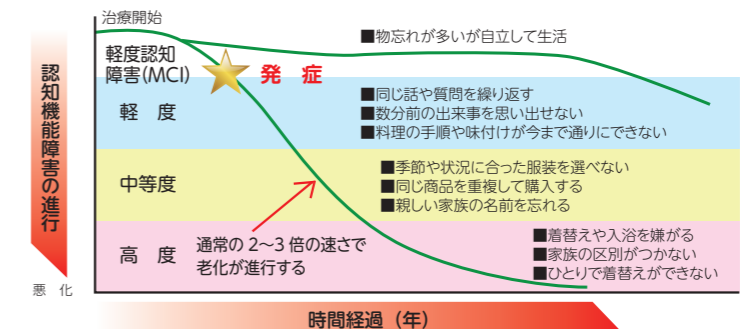 治療開始
■物忘れが多いが自立して生活
軽度認知
障害(MCI)
発 症
■同じ話や質問を繰り返す
軽 度
■数分前の出来事を思い出せない
■料理の手順や味付けが今まで通りにできない
認知機能障害の進行
■季節や状況に合った服装を選べない
中等度
■同じ商品を重複して購入する
■親しい家族の名前を忘れる
■着替えや入浴を嫌がる
高 度
通常の2〜3倍の速さで
老化が進行する
■家族の区別がつかない
■ひとりで着替えができない
悪 化
時間経過（年）